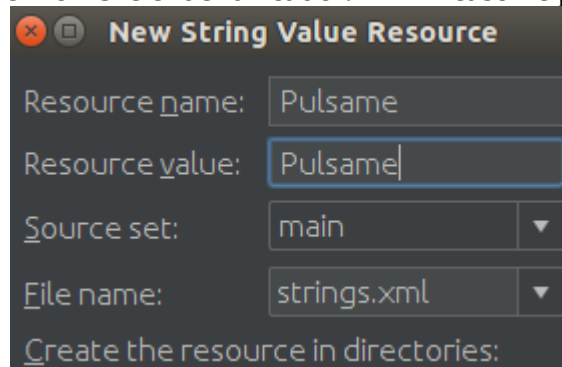 New String Value Resource
Resource name: Pulsame
Resource value: Pulsame
Source set: main
File name: strings.xml
Create the resource in directories: